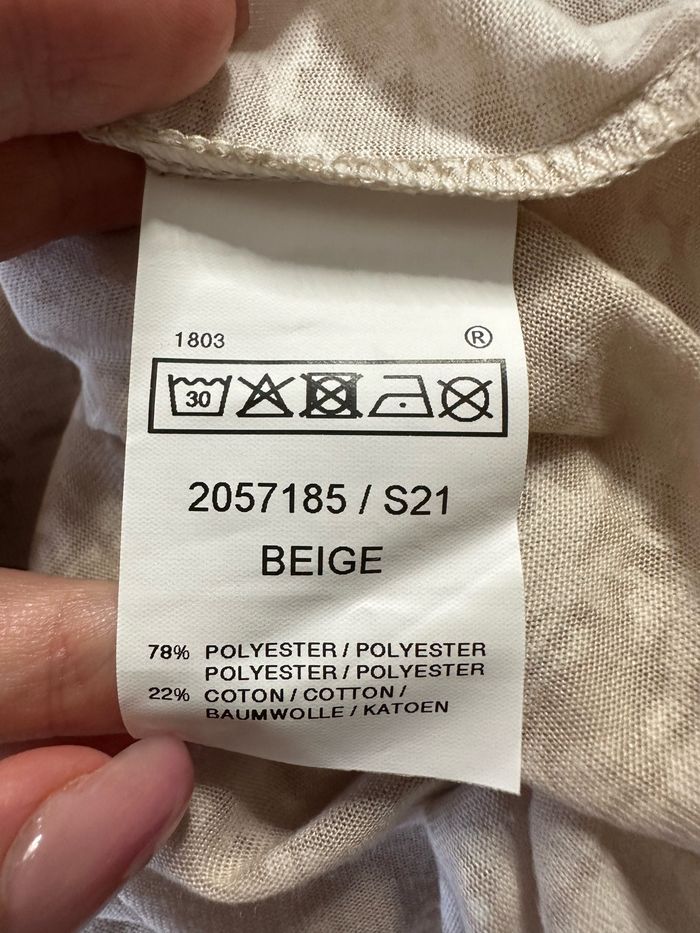 1803 ®
30
2057185 / S21
BEIGE
78% POLYESTER / POLYESTER
POLYESTER / POLYESTER
22% COTON / COTTON /
BAUMWOLLE / KATOEN